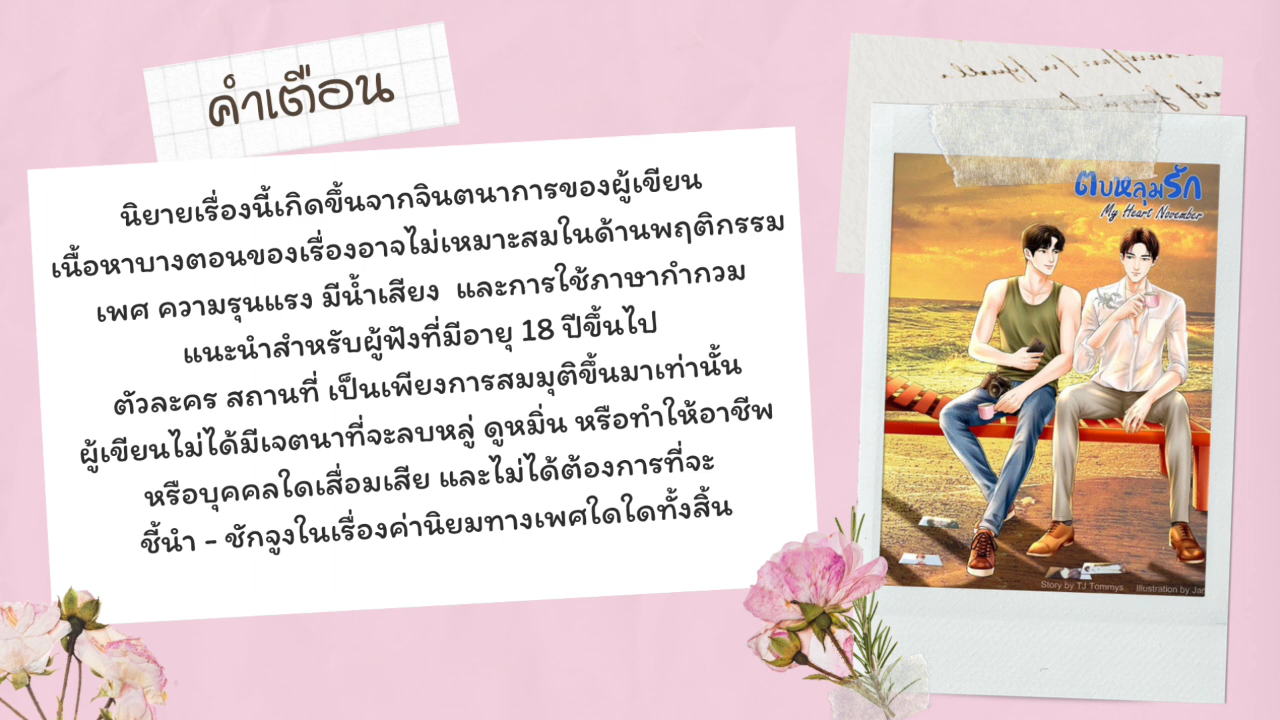 คำเตือน
นิยายเรื่องนี้เกิดขึ้นจากจินตนาการของผู้เขียน
เนื้อหาบางตอนของเรื่องอาจไม่เหมาะสมในด้านพฤติกรรม
เพศ ความรุนแรง มีน้ำเสียง และการใช้ภาษากำกวม
แนะนำสำหรับผู้ฟังที่มีอายุ 18 ปีขึ้นไป
ตัวละคร สถานที่ เป็นเพียงการสมมุติขึ้นมาเท่านั้น
ผู้เขียนไม่ได้มีเจตนาที่จะลบหลู่ ดูหมิ่น หรือทำให้อาชีพ
หรือบุคคลใดเสื่อมเสีย และไม่ได้ต้องการที่จะ
ชี้นำ - ชักจูงในเรื่องค่านิยมทางเพศใดใดทั้งสิ้น
ตบหลุมรัก
My Heart November
Story by TJ Tommys Illustration by Jar